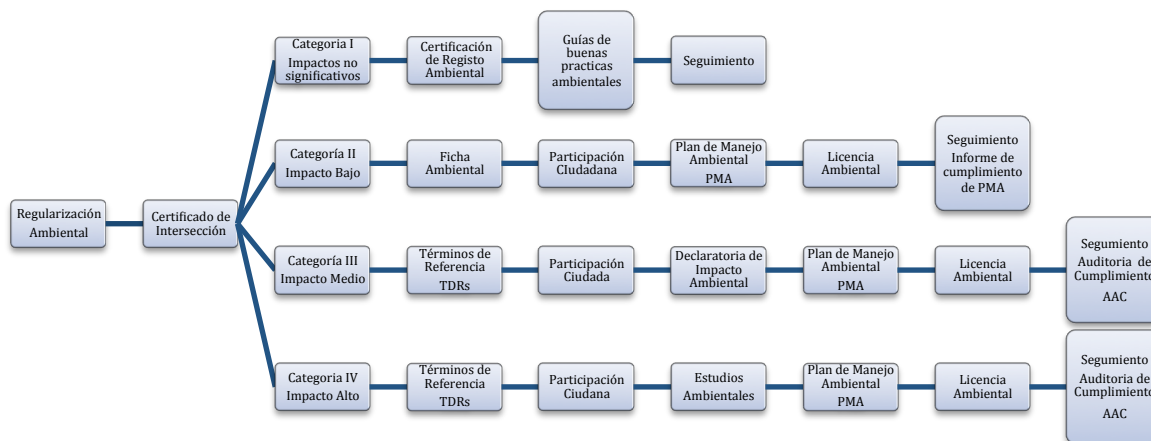 Regularización
Ambiental
Certificado de
Intersección
Categoria I
Impactos no
significativos
Certificación
de Registro
Ambiental
Guías de
buenas
practicas
ambientales
Seguimiento
Categoría II
Impacto Bajo
Ficha
Ambiental
Participación
CIudadana
Plan de Manejo
Ambiental
PMA
Licencia
Ambiental
Seguimiento
Informe de
cumplimiento
de PMA
Categoría III
Impacto Medio
Términos de
Referencia
TDRs
Participación
Ciudada
Declaratoria de
Impacto
Ambiental
Plan de Manejo
Ambiental
PMA
Licencia
Ambiental
Segumiento
Auditoria de
Cumplimiento
AAC
Categoria IV
Impacto Alto
Términos de
Referencia
TDRs
Participación
Ciudana
Estudios
Ambientales
Plan de Manejo
Ambiental
PMA
Licencia
Ambiental
Segumiento
Auditoria de
Cumplimiento
AAC